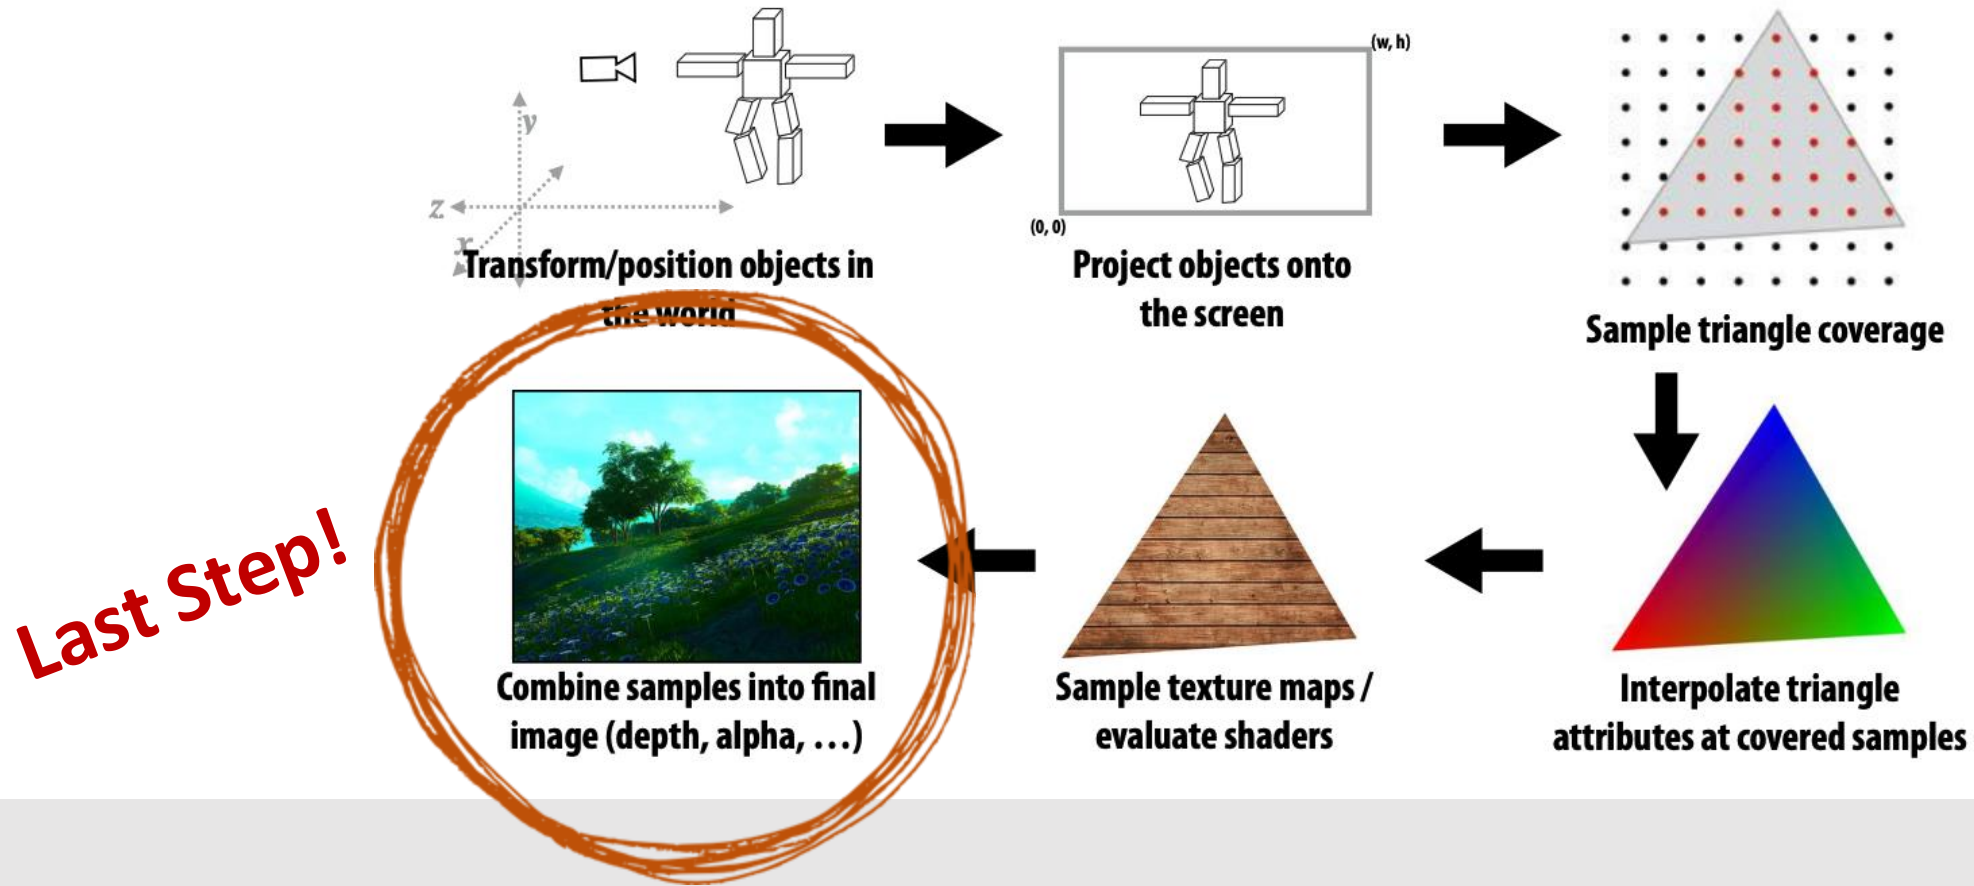 (w, h)
y
z
x
(0, 0)
Transform/position objects in
the world
Project objects onto
the screen
Sample triangle coverage
Last Step!
Combine samples into final
image (depth, alpha, …)
Sample texture maps /
evaluate shaders
Interpolate triangle
attributes at covered samples